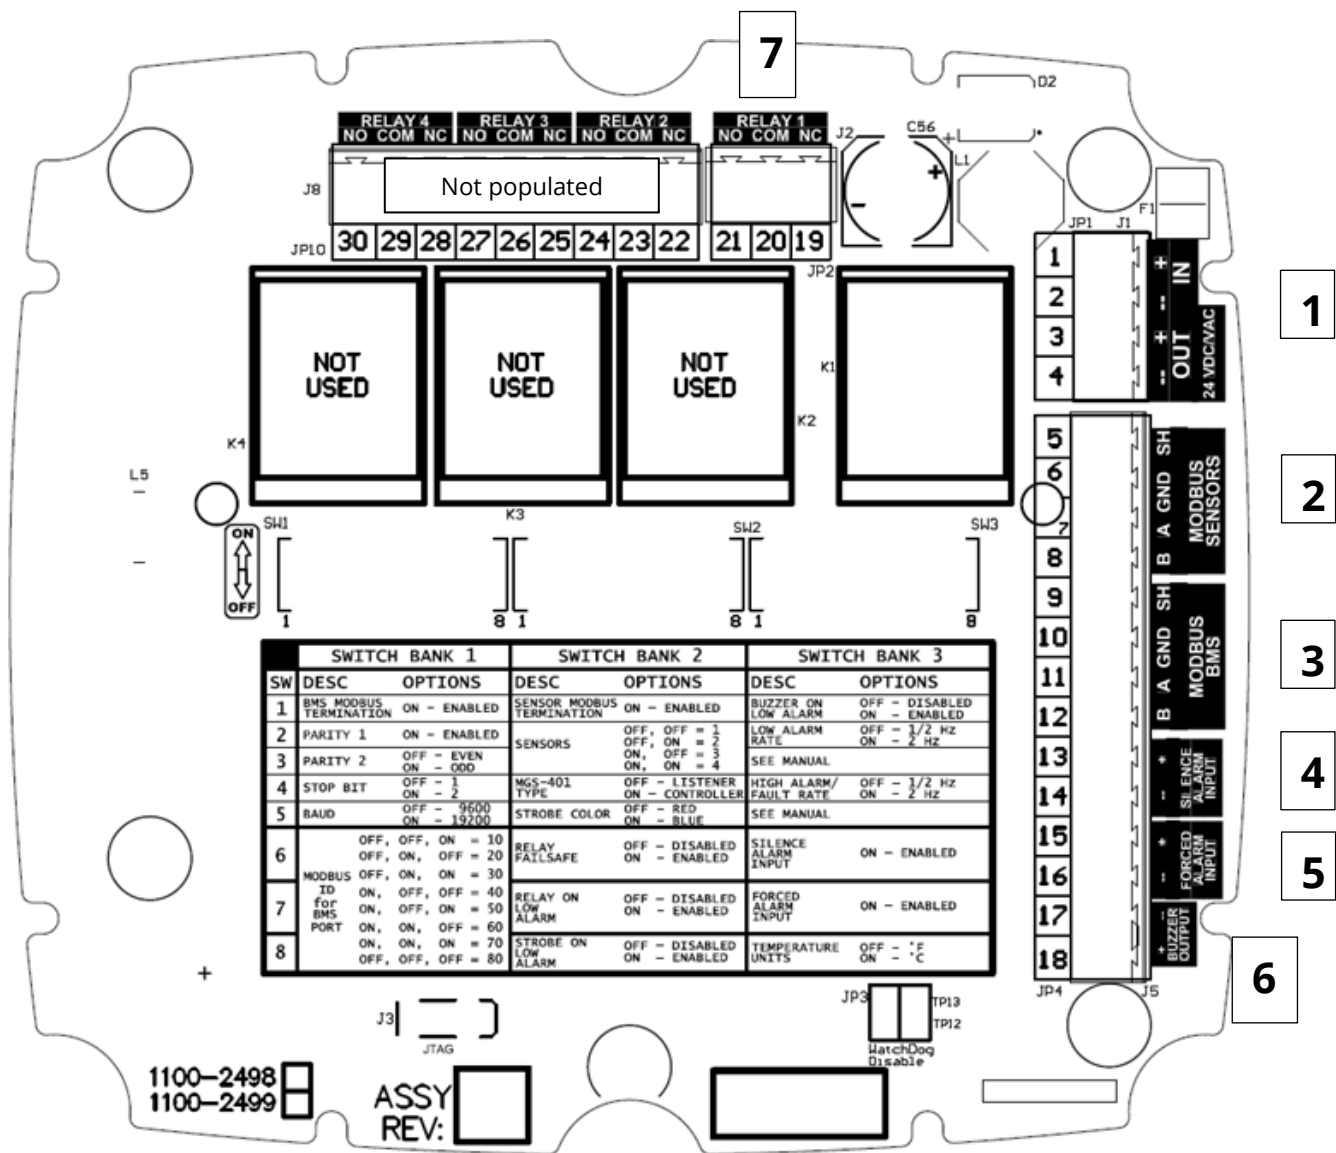 7
D2
RELAY 4 RELAY 3 RELAY 2 RELAY 1
NO COM NC NO COM NC NO COM NC NO COM NC
J2 C56
+
L1
+
-
J8
Not populated
F1
JP1 J1
JP10
30 29 28 27 26 25 24 23 22 21 20 19
JP2
1
2
3
4
+ -- IN
+ -- OUT
24 VDC/VAC
1
NOT USED
NOT USED
NOT USED
K1
K2
K4
K3
L5
5
6
7
8
B A GND SH
MODBUS SENSORS
2
SW1 SW2 SW3
ON
OFF
1 8 1 8 1 8
9
10
11
12
B A GND SH
MODBUS BMS
3
13
14
-- +
SILENCE ALARM INPUT
4
15
16
-- +
FORCED ALARM INPUT
5
17
18
+ -
BUZZER OUTPUT
6
JP4 J5
SWITCH BANK 1 SWITCH BANK 2 SWITCH BANK 3
SW DESC OPTIONS DESC OPTIONS DESC OPTIONS
1 BMS MODBUS TERMINATION ON - ENABLED SENSOR MODBUS TERMINATION ON - ENABLED BUZZER ON LOW ALARM OFF - DISABLED ON - ENABLED
2 PARITY 1 ON - ENABLED SENSORS OFF, OFF = 1 OFF, ON = 2 LOW ALARM RATE OFF - 1/2 Hz ON - 2 Hz
3 PARITY 2 OFF - EVEN ON - ODD ON, OFF = 3 ON, ON = 4 SEE MANUAL
4 STOP BIT OFF - 1 ON - 2 MGS-401 TYPE OFF - LISTENER ON - CONTROLLER HIGH ALARM/ FAULT RATE OFF - 1/2 Hz ON - 2 Hz
5 BAUD OFF - 9600 ON - 19200 STROBE COLOR OFF - RED ON - BLUE SEE MANUAL
6 MODBUS ID for BMS PORT OFF, OFF, ON = 10 OFF, ON, OFF = 20 OFF, ON, ON = 30 RELAY FAILSAFE OFF - DISABLED ON - ENABLED SILENCE ALARM INPUT ON - ENABLED
7 ON, OFF, OFF = 40 ON, OFF, ON = 50 ON, ON, OFF = 60 RELAY ON LOW ALARM OFF - DISABLED ON - ENABLED FORCED ALARM INPUT ON - ENABLED
8 ON, ON, ON = 70 OFF, OFF, OFF = 80 STROBE ON LOW ALARM OFF - DISABLED ON - ENABLED TEMPERATURE UNITS OFF - °F ON - °C
+
J3
JTAG
JP3
TP13
TP12
WatchDog
Disable
1100-2498
1100-2499
ASSY
REV: